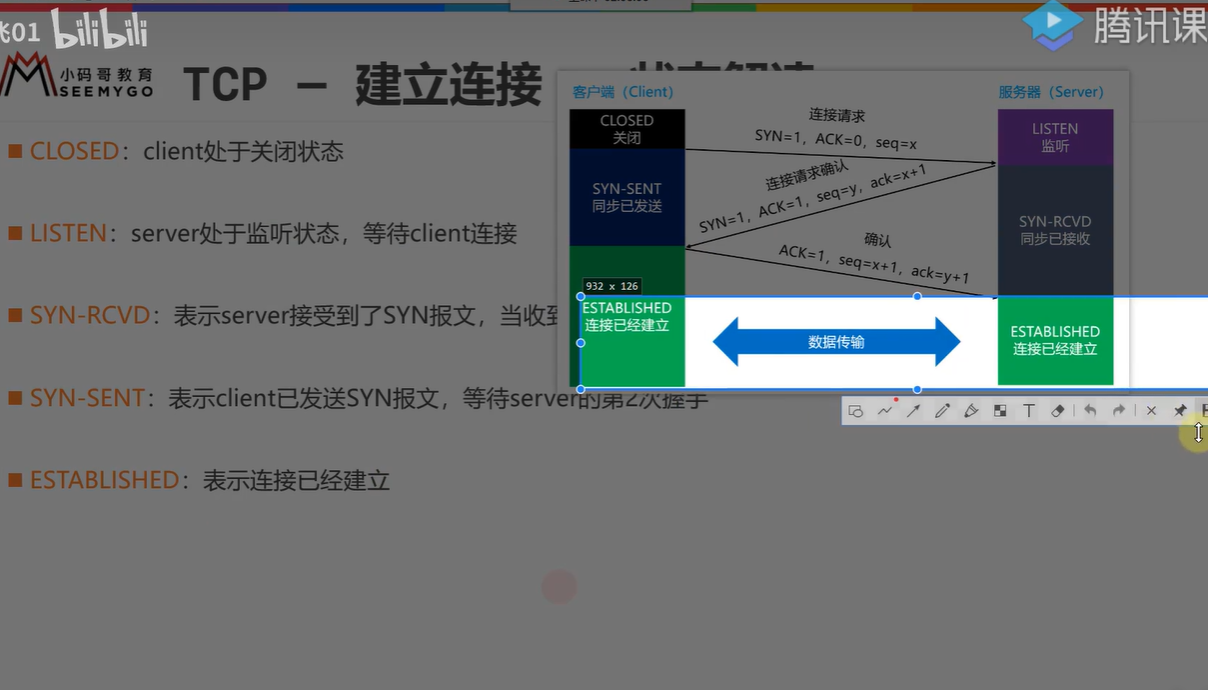 长01 bilibili
腾讯课
小码哥教育
SEEMYGO
TCP - 建立连接
CLOSED：client处于关闭状态
LISTEN：server处于监听状态，等待client连接
SYN-RCVD：表示server接受到了SYN报文，当收到
SYN-SENT：表示client已发送SYN报文，等待server的第2次握手
ESTABLISHED：表示连接已经建立
客户端（Client）
服务器（Server）
CLOSED
关闭
连接请求
SYN=1，ACK=0，seq=x
LISTEN
监听
SYN-SENT
同步已发送
连接请求确认
SYN=1，ACK=1，seq=y，ack=x+1
SYN-RCVD
同步已接收
确认
ACK=1，seq=x+1，ack=y+1
932 x 126
ESTABLISHED
连接已经建立
数据传输
ESTABLISHED
连接已经建立